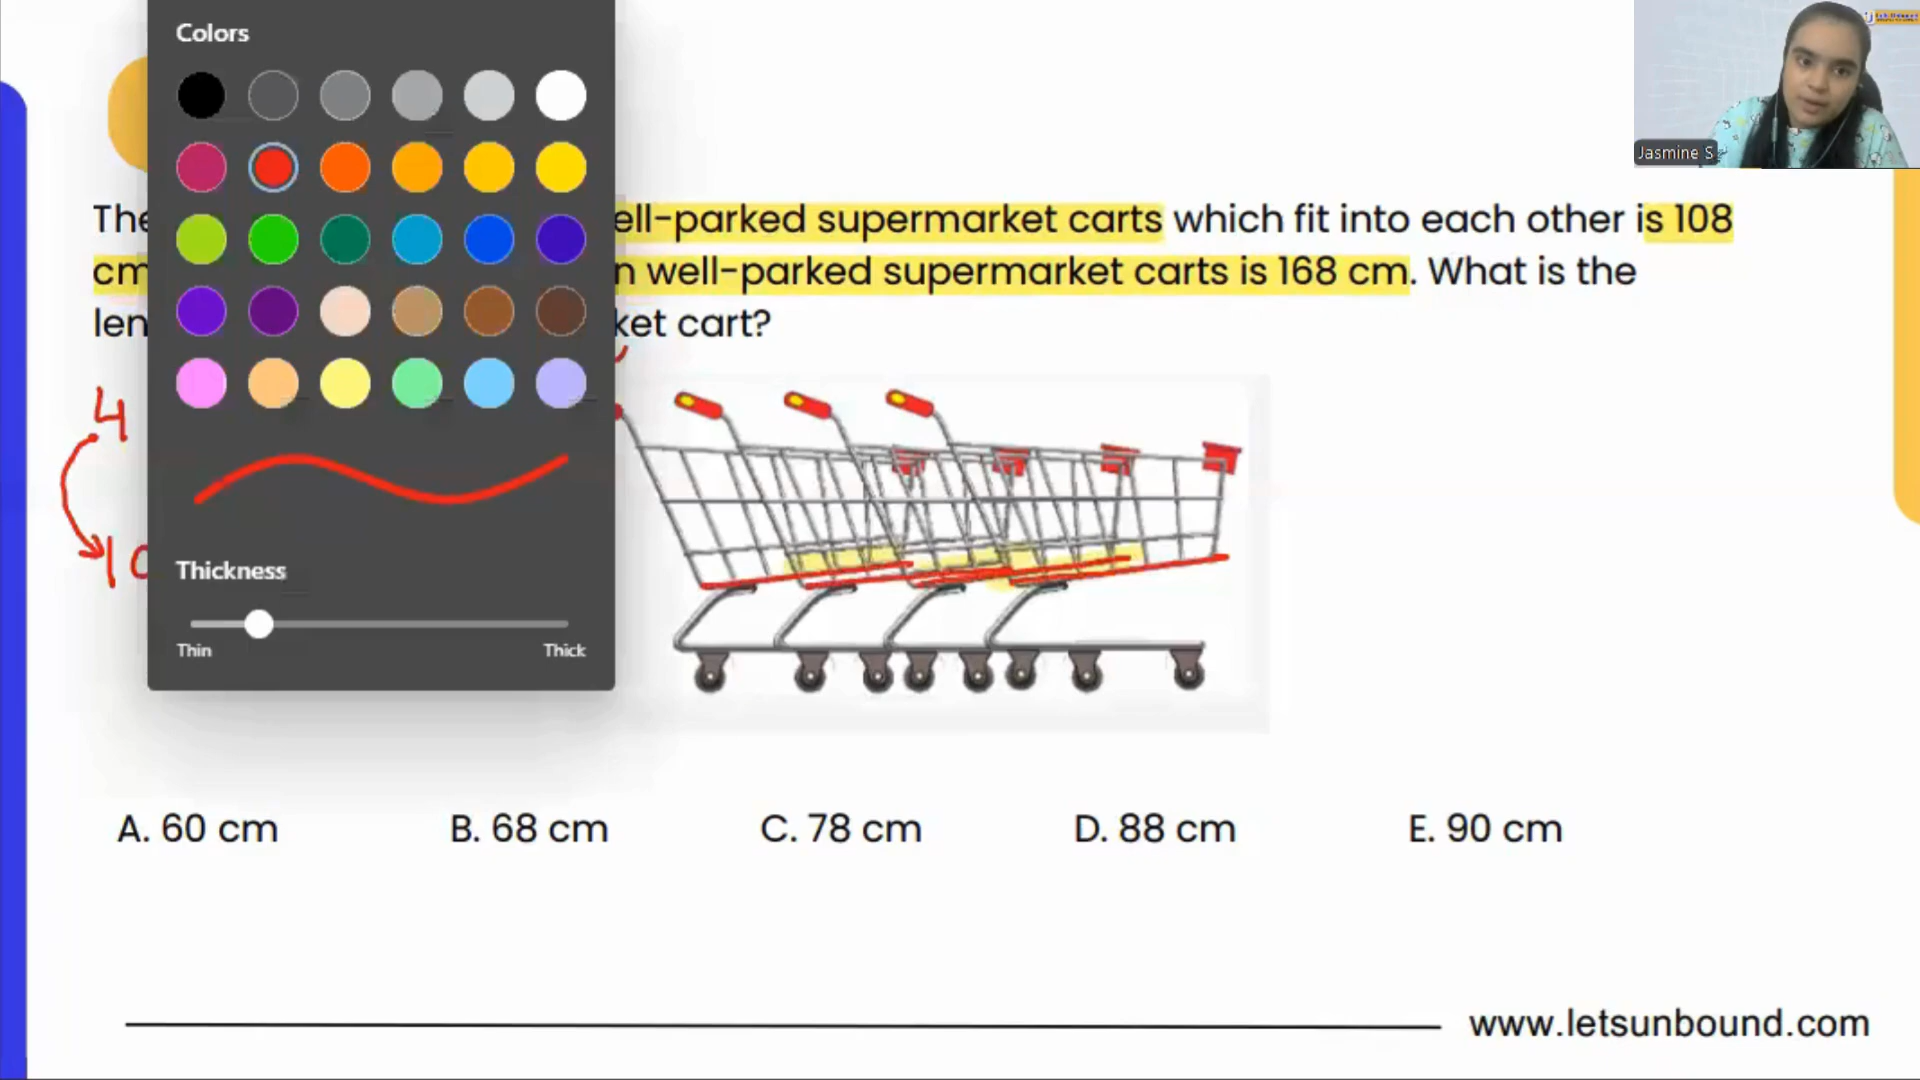 Colors
Jasmine S
The
ell-parked supermarket carts which fit into each other is 108
cm
n well-parked supermarket carts is 168 cm. What is the
len
ket cart?
4
10
Thickness
Thin
Thick
A. 60 cm
B. 68 cm
C. 78 cm
D. 88 cm
E. 90 cm
www.letsunbound.com